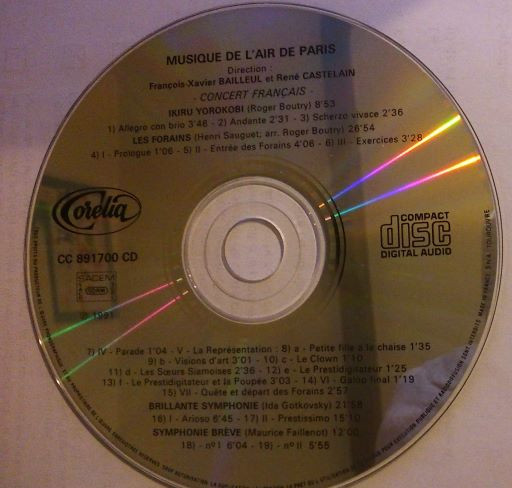 MUSIQUE DE L'AIR DE PARIS
Direction :
François-Xavier BAILLEUL et René CASTELAIN
- CONCERT FRANÇAIS -
IKIRU YOROKOBI (Roger Boutry) 8'53
1) Allegro con brio 3'46 - 2) Andante 2'31 - 3) Scherzo vivace 2'36
LES FORAINS (Henri Sauguet; arr. Roger Boutry) 26'54
4) I - Prologue 1'06 - 5) II - Entrée des Forains 4'06 - 6) III - Exercices 3'28
Corelia
CC 891700 CD
SACEM
℗ 1991
COMPACT
disc
DIGITAL AUDIO
7) IV - Parade 1'04 - V - La Représentation : 8) a - Petite fille à la chaise 1'35
9) b - Visions d'art 3'01 - 10) c - Le Clown 1'10
11) d - Les Sœurs Siamoises 2'36 - 12) e - Le Prestidigitateur 1'25
13) f - Le Prestidigitateur et la Poupée 3'03 - 14) VI - Galop final 1'19
15) VII - Quête et départ des Forains 2'57
BRILLANTE SYMPHONIE (Ida Gotkovsky) 21'58
16) I - Arioso 6'45 - 17) II - Prestissimo 15'10
SYMPHONIE BRÈVE (Maurice Faillenot) 12'00
18) - nº I 6'04 - 19) - nº II 5'55